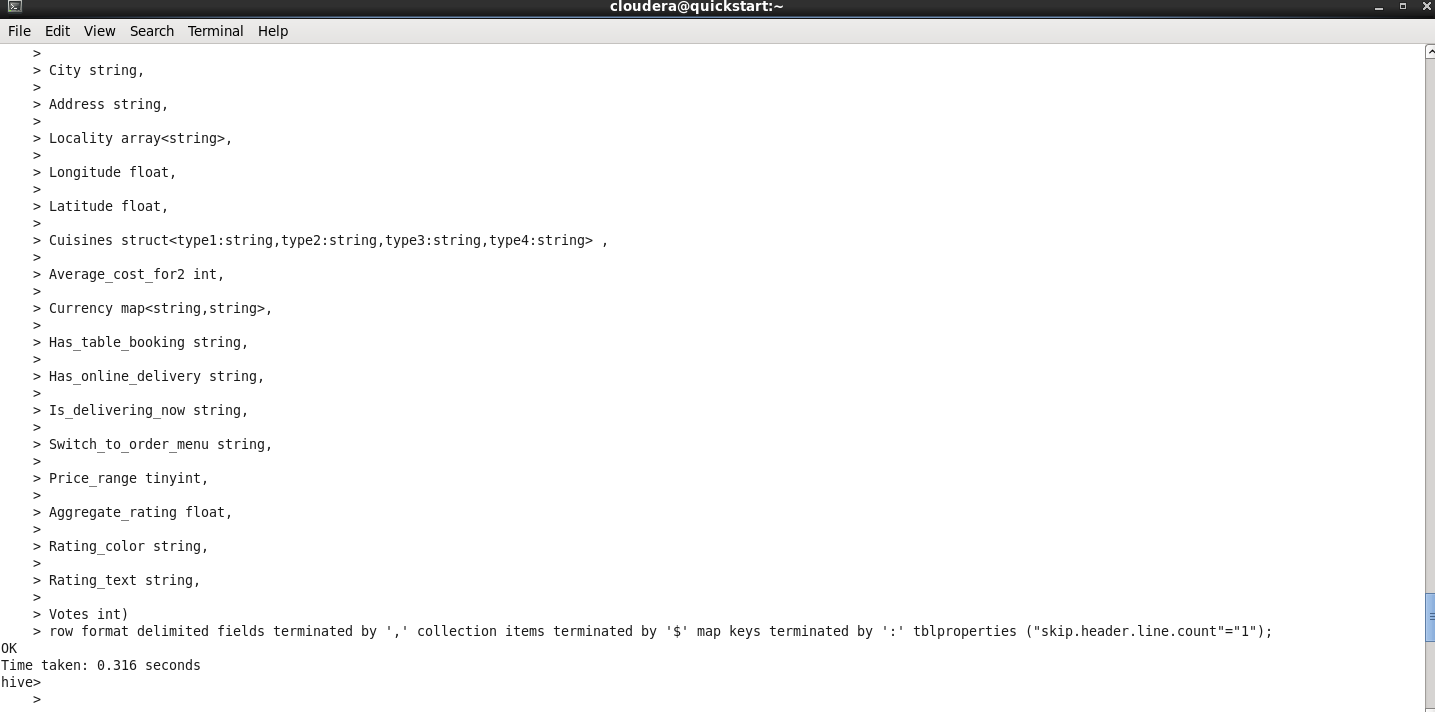 cloudera@quickstart:~
File Edit View Search Terminal Help
>
> City string,
>
> Address string,
>
> Locality array<string>,
>
> Longitude float,
>
> Latitude float,
>
> Cuisines struct<type1:string,type2:string,type3:string,type4:string> ,
>
> Average_cost_for2 int,
>
> Currency map<string,string>,
>
> Has_table_booking string,
>
> Has_online_delivery string,
>
> Is_delivering_now string,
>
> Switch_to_order_menu string,
>
> Price_range tinyint,
>
> Aggregate_rating float,
>
> Rating_color string,
>
> Rating_text string,
>
> Votes int)
> row format delimited fields terminated by ',' collection items terminated by '$' map keys terminated by ':' tblproperties ("skip.header.line.count"="1");
OK
Time taken: 0.316 seconds
hive>
>